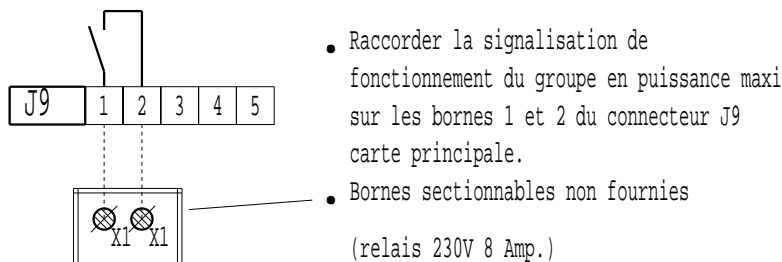 J9 1 2 3 4 5
X1 X1
Raccorder la signalisation de
fonctionnement du groupe en puissance maxi
sur les bornes 1 et 2 du connecteur J9
carte principale.
Bornes sectionnables non fournies
(relais 230V 8 Amp.)